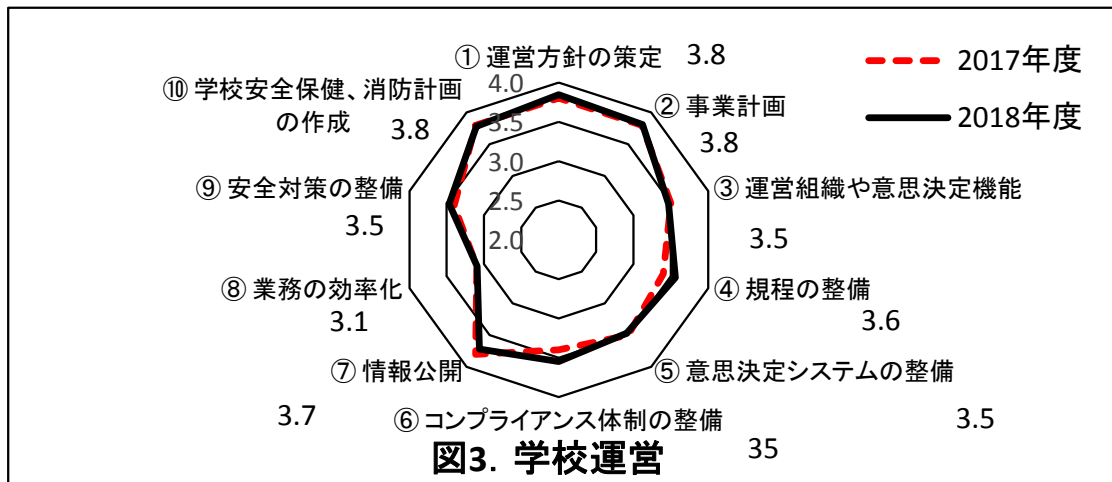 ① 運営方針の策定 3.8
2017年度
2018年度
② 事業計画
3.8
③ 運営組織や意思決定機能
3.5
④ 規程の整備
3.6
⑤ 意思決定システムの整備
3.5
⑥ コンプライアンス体制の整備
35
⑦ 情報公開
3.7
⑧ 業務の効率化
3.1
⑨ 安全対策の整備
3.5
⑩ 学校安全保健、消防計画
の作成
3.8
4.0
3.5
3.0
2.5
2.0
図3．学校運営